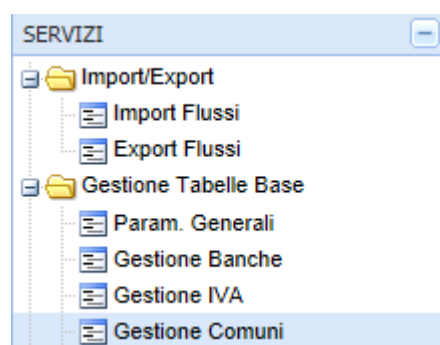 SERVIZI
Import/Export
Import Flussi
Export Flussi
Gestione Tabelle Base
Param. Generali
Gestione Banche
Gestione IVA
Gestione Comuni